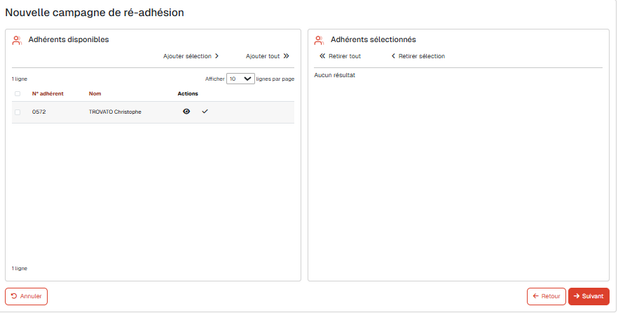 Nouvelle campagne de ré-adhésion
Adhérents disponibles
Ajouter sélection
Ajouter tout
1 ligne
Afficher 10 lignes par page
N° adhérent Nom Actions
0572 TROVATO Christophe
1 ligne
Adhérents sélectionnés
Retirer tout
Retirer sélection
Aucun résultat
Annuler
Retour
Suivant